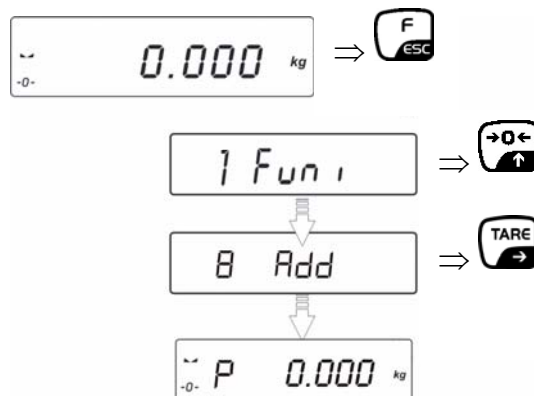 0.000 kg ⇒ F ESC
-0-
1 Funi ⇒ →0← ↑
8 Add ⇒ TARE →
-0- P 0.000 kg